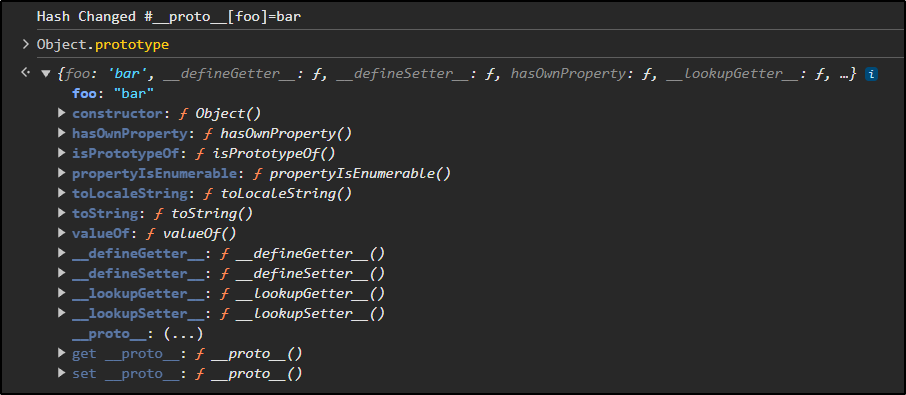 Hash Changed #__proto__[foo]=bar
> Object.prototype
{foo: 'bar', __defineGetter__: ƒ, __defineSetter__: ƒ, hasOwnProperty: ƒ, __lookupGetter__: ƒ, …} i
foo: "bar"
constructor: ƒ Object()
hasOwnProperty: ƒ hasOwnProperty()
isPrototypeOf: ƒ isPrototypeOf()
propertyIsEnumerable: ƒ propertyIsEnumerable()
toLocaleString: ƒ toLocaleString()
toString: ƒ toString()
valueOf: ƒ valueOf()
__defineGetter__: ƒ __defineGetter__()
__defineSetter__: ƒ __defineSetter__()
__lookupGetter__: ƒ __lookupGetter__()
__lookupSetter__: ƒ __lookupSetter__()
__proto__: (...)
get __proto__: ƒ __proto__()
set __proto__: ƒ __proto__()